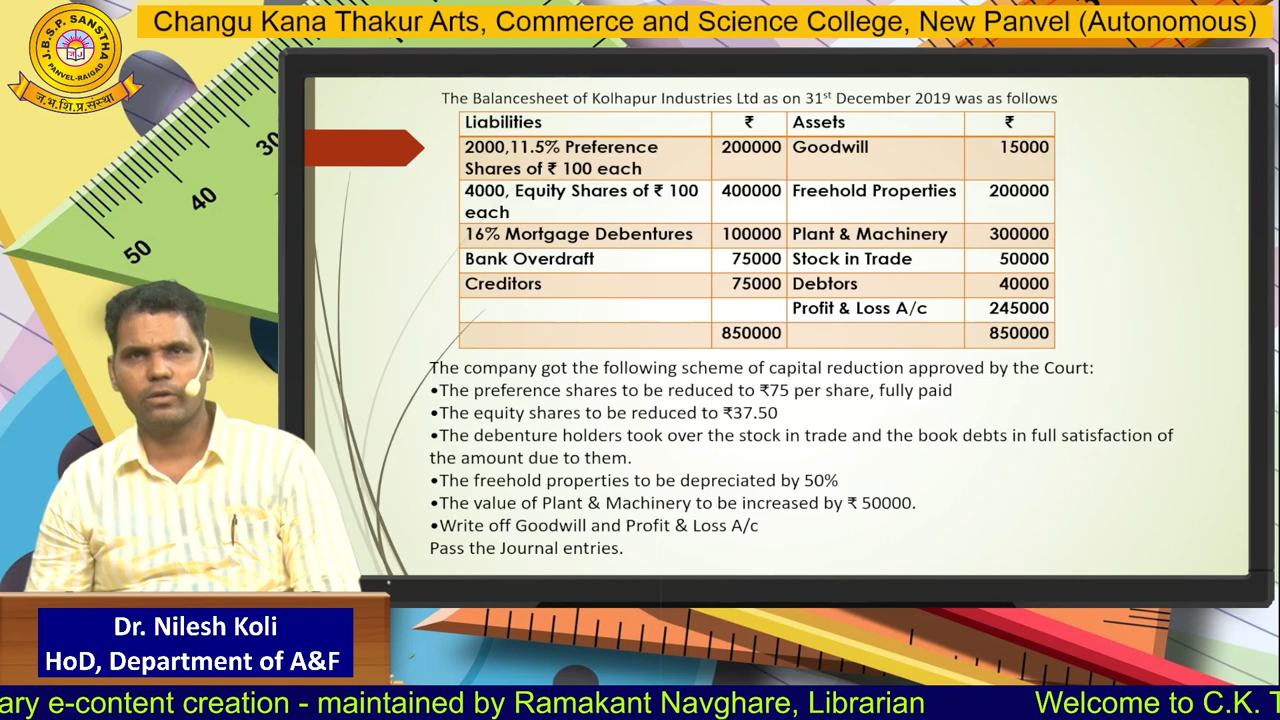 Changu Kana Thakur Arts, Commerce and Science College, New Panvel (Autonomous)
J.B.S.P. SANSTHA
PANVEL-RAIGAD
ज.भ.शि.प्र.संस्था
30
40
50
The Balancesheet of Kolhapur Industries Ltd as on 31st December 2019 was as follows
Liabilities ₹ Assets ₹
2000,11.5% Preference Shares of ₹ 100 each 200000 Goodwill 15000
4000, Equity Shares of ₹ 100 each 400000 Freehold Properties 200000
16% Mortgage Debentures 100000 Plant & Machinery 300000
Bank Overdraft 75000 Stock in Trade 50000
Creditors 75000 Debtors 40000
Profit & Loss A/c 245000
850000 850000
The company got the following scheme of capital reduction approved by the Court:
•The preference shares to be reduced to ₹75 per share, fully paid
•The equity shares to be reduced to ₹37.50
•The debenture holders took over the stock in trade and the book debts in full satisfaction of
the amount due to them.
•The freehold properties to be depreciated by 50%
•The value of Plant & Machinery to be increased by ₹ 50000.
•Write off Goodwill and Profit & Loss A/c
Pass the Journal entries.
Dr. Nilesh Koli
HoD, Department of A&F
ary e-content creation - maintained by Ramakant Navghare, Librarian Welcome to C.K. T